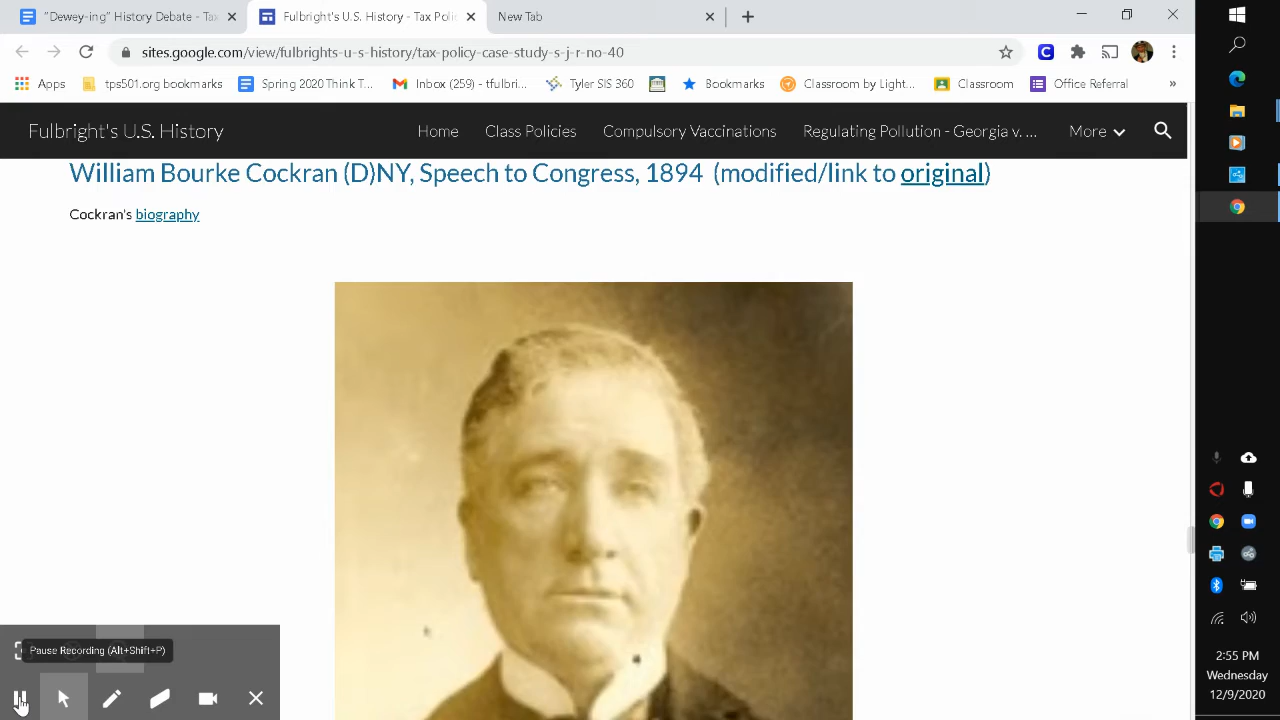 "Dewey-ing" History Debate - Tax
Fulbright's U.S. History - Tax Polic
New Tab
sites.google.com/view/fulbrights-u-s-history/tax-policy-case-study-s-j-r-no-40
Apps
tps501.org bookmarks
Spring 2020 Think T...
Inbox (259) - tfulbri...
Tyler SIS 360
Bookmarks
Classroom by Light...
Classroom
Office Referral
»
Fulbright's U.S. History
Home
Class Policies
Compulsory Vaccinations
Regulating Pollution - Georgia v. ...
More
William Bourke Cockran (D)NY, Speech to Congress, 1894 (modified/link to original)
Cockran's biography
Pause Recording (Alt+Shift+P)
2:55 PM
Wednesday
12/9/2020